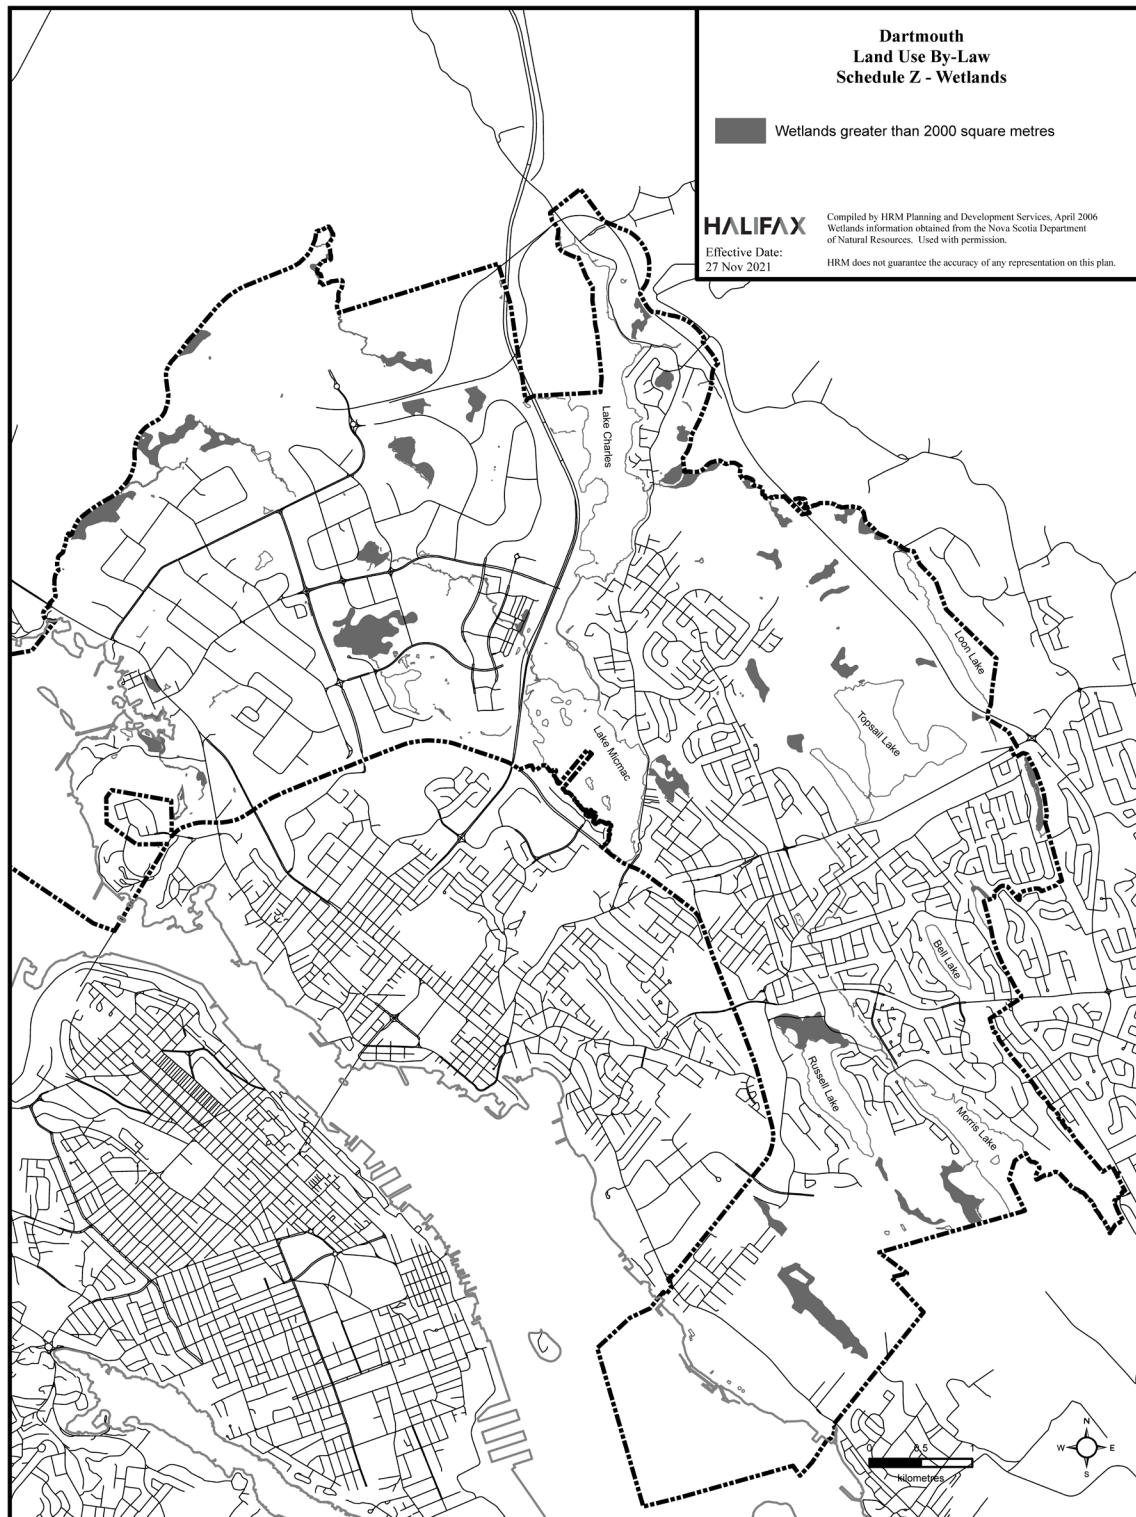 Dartmouth
Land Use By-Law
Schedule Z - Wetlands
Wetlands greater than 2000 square metres
HALIFAX
Effective Date:
27 Nov 2021
Compiled by HRM Planning and Development Services, April 2006
Wetlands information obtained from the Nova Scotia Department
of Natural Resources. Used with permission.
HRM does not guarantee the accuracy of any representation on this plan.
Lake Charles
Loon Lake
Topsail Lake
Lake Micmac
Bell Lake
Russell Lake
Morris Lake
N
W E
S
0 0.5 1
kilometres